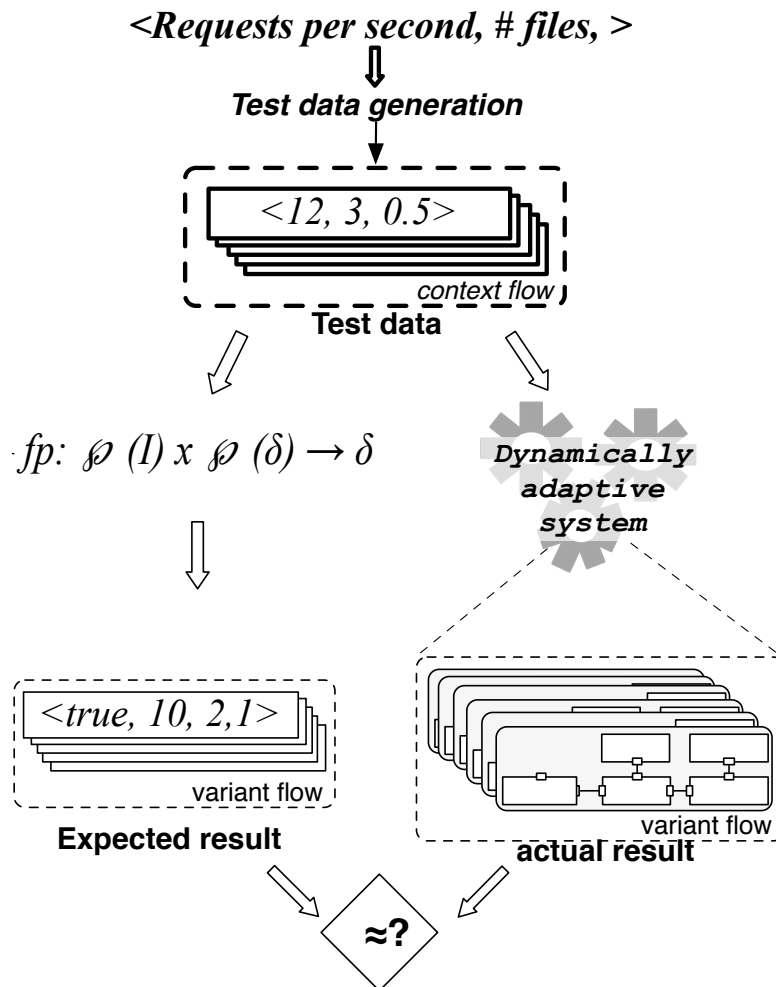 <Requests per second, # files, >
Test data generation
<12, 3, 0.5>
context flow
Test data
fp: ℘ (I) x ℘ (δ) → δ
Dynamically
adaptive
system
<true, 10, 2,1>
variant flow
Expected result
variant flow
actual result
≈?